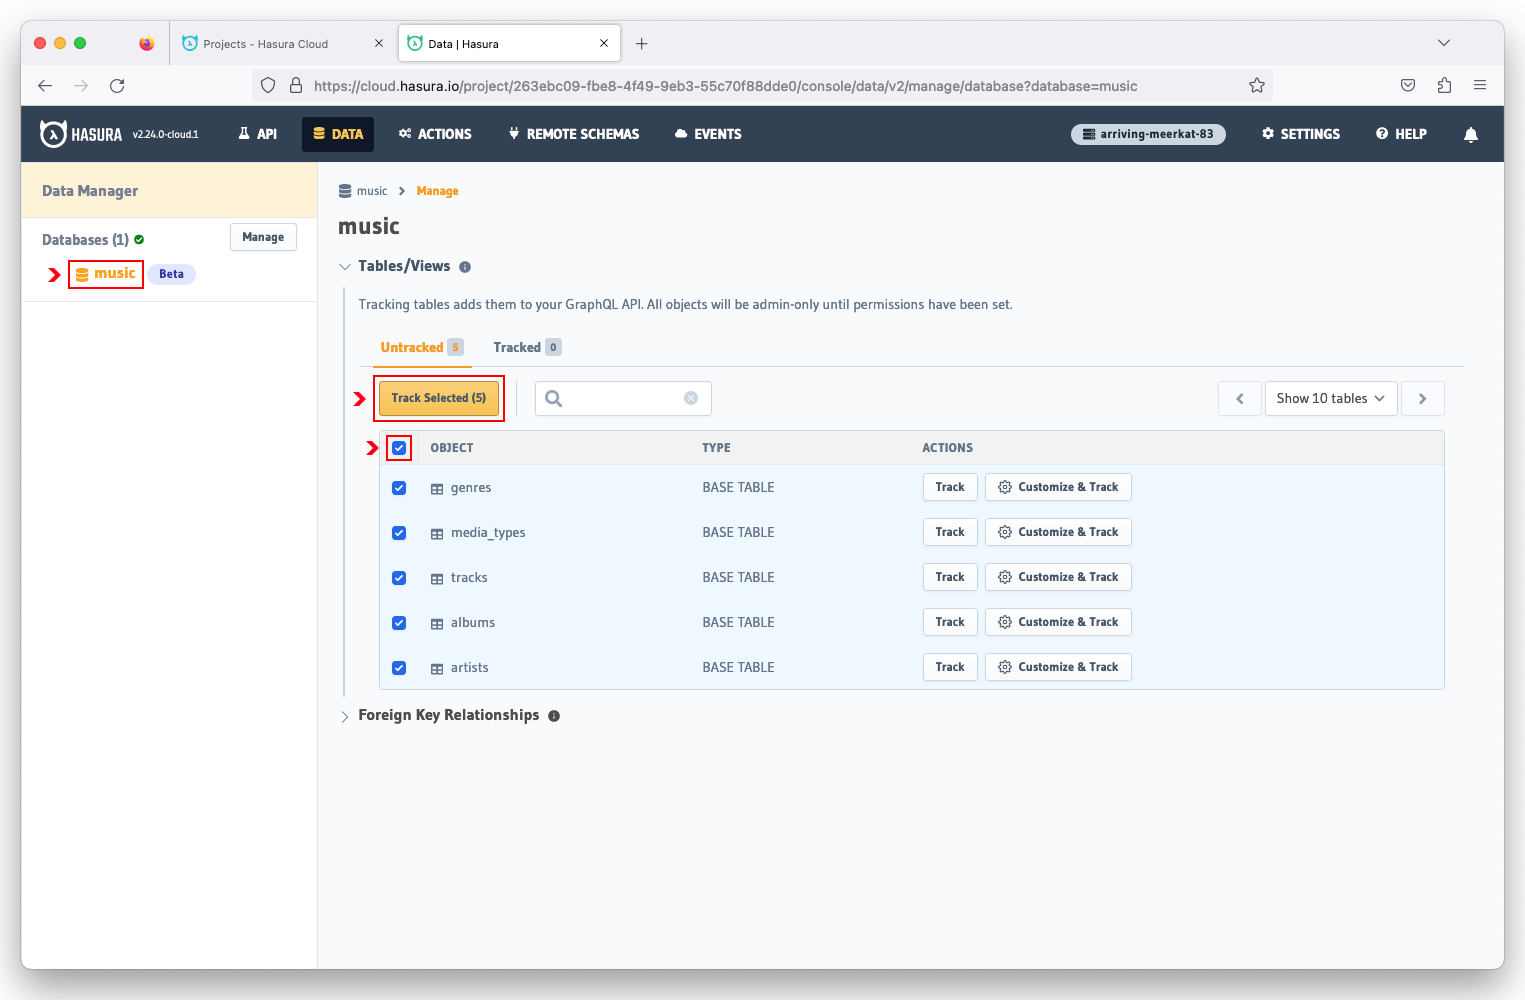 Projects - Hasura Cloud
Data | Hasura
https://cloud.hasura.io/project/263ebc09-fbe8-4f49-9eb3-55c70f88dde0/console/data/v2/manage/database?database=music
HASURA v2.24.0-cloud.1 API DATA ACTIONS REMOTE SCHEMAS EVENTS arriving-meerkat-83 SETTINGS HELP
Data Manager
Databases (1) Manage
music Beta
music > Manage
music
Tables/Views
Tracking tables adds them to your GraphQL API. All objects will be admin-only until permissions have been set.
Untracked 5 Tracked 0
Track Selected (5) Show 10 tables
OBJECT TYPE ACTIONS
genres BASE TABLE Track Customize & Track
media_types BASE TABLE Track Customize & Track
tracks BASE TABLE Track Customize & Track
albums BASE TABLE Track Customize & Track
artists BASE TABLE Track Customize & Track
Foreign Key Relationships